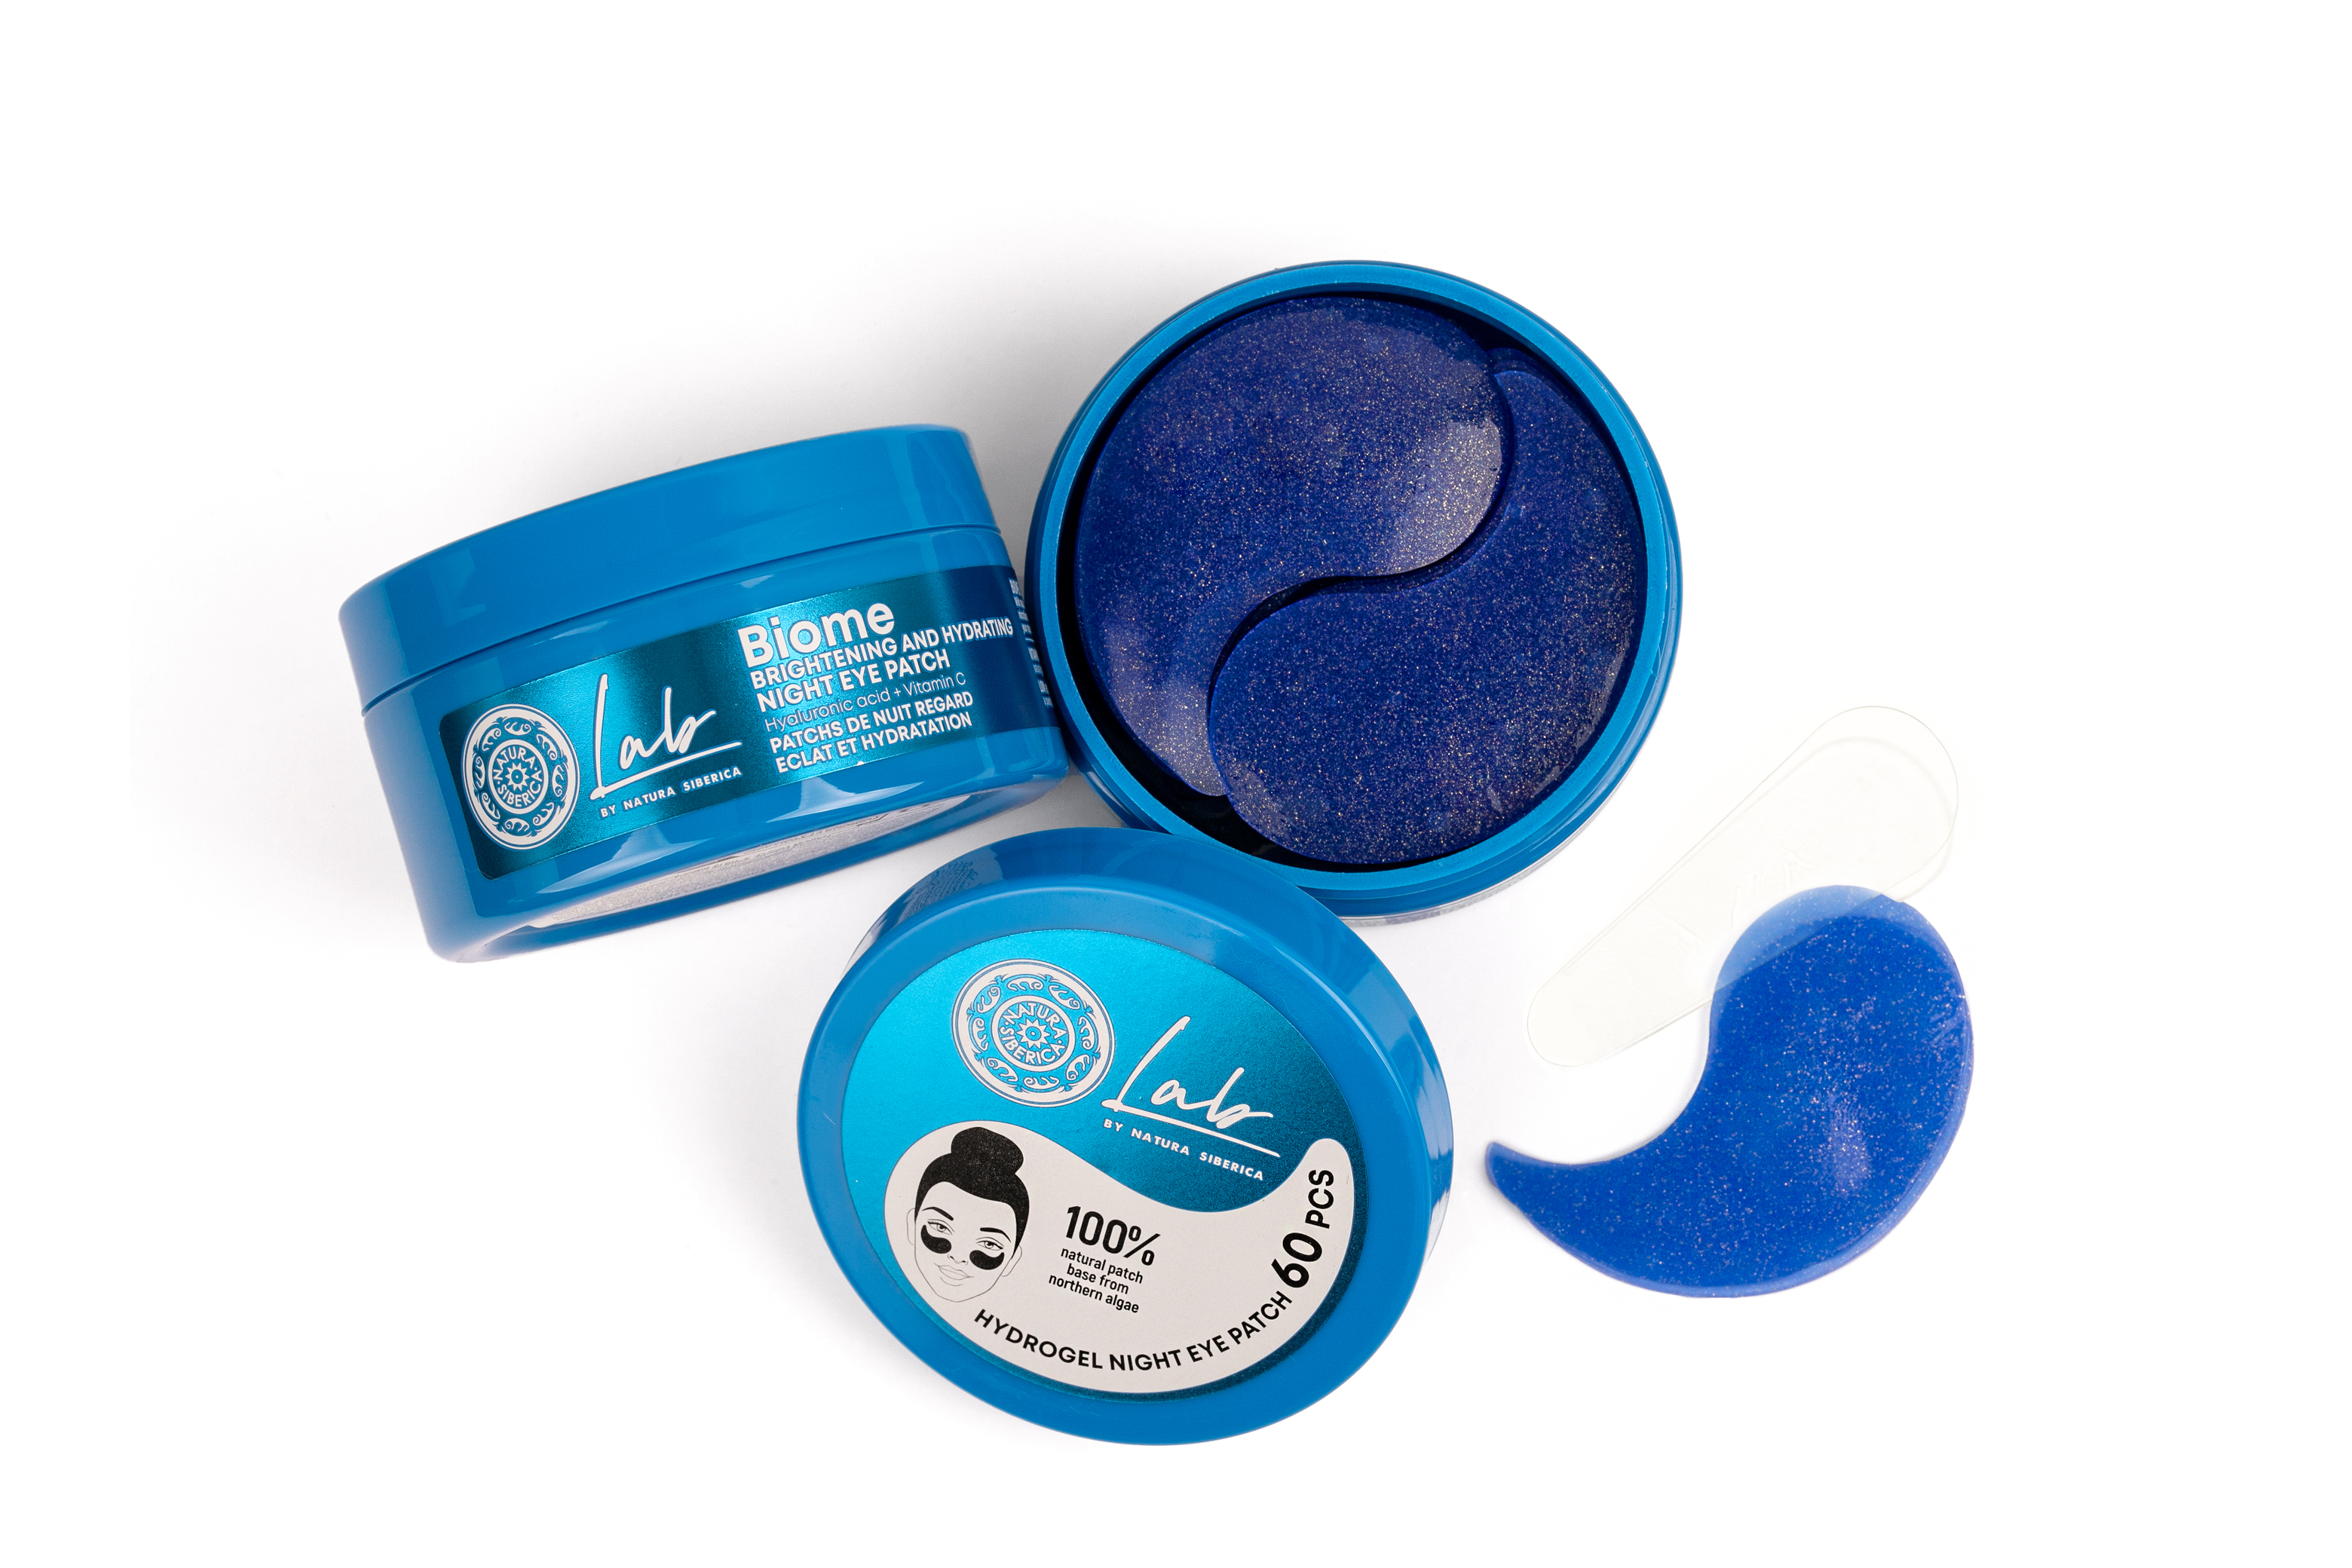 NATURA SIBERICA
Lab
BY NATURA SIBERICA
Biome
BRIGHTENING AND HYDRATING
NIGHT EYE PATCH
Hyaluronic acid + Vitamin C
PATCHS DE NUIT REGARD
ECLAT ET HYDRATATION
NATURA SIBERICA
Lab
BY NATURA SIBERICA
100%
natural patch
base from
northern algae
HYDROGEL NIGHT EYE PATCH 60 PCS